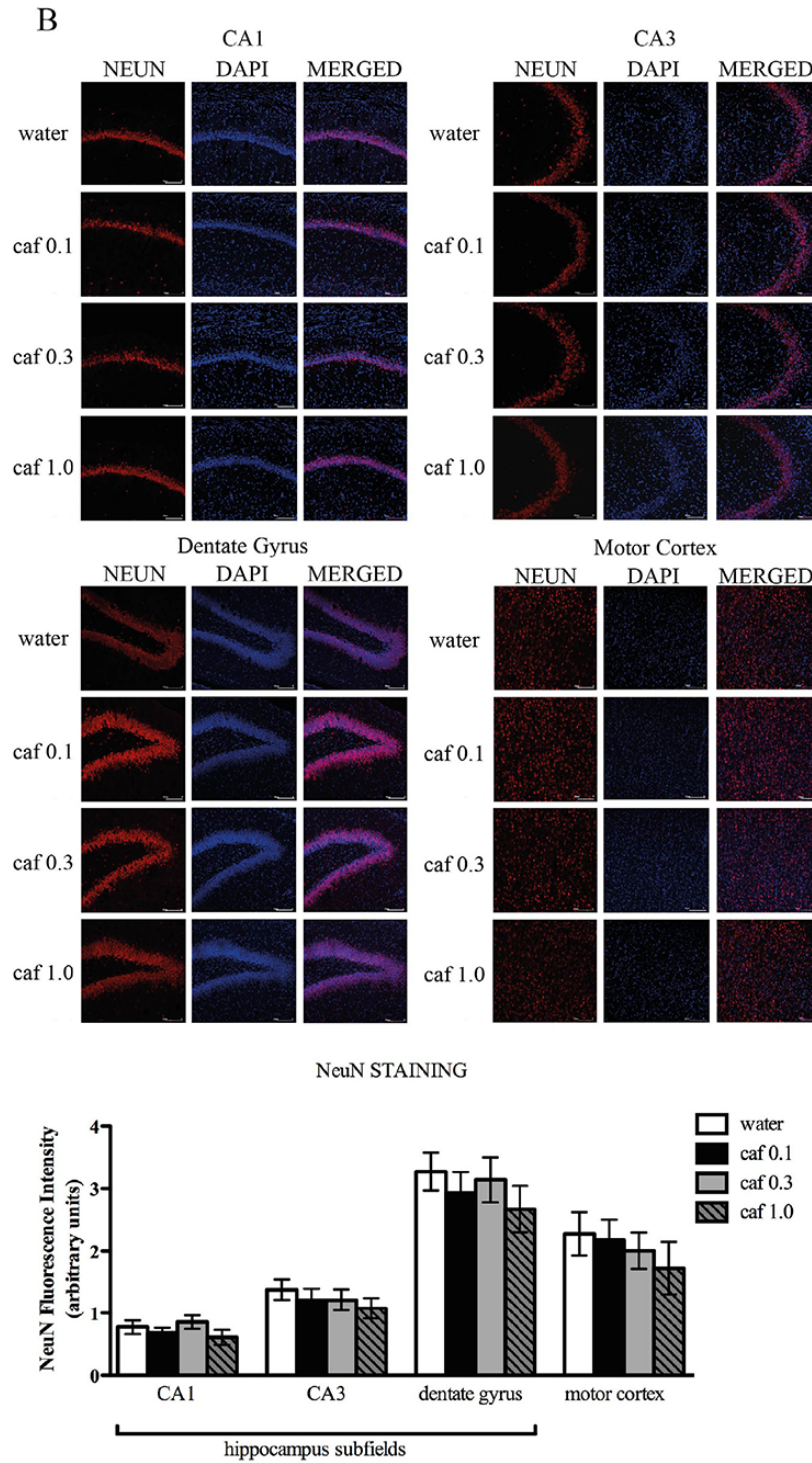 B
CA1
CA3
NEUN DAPI MERGED
NEUN DAPI MERGED
water
water
caf 0.1
caf 0.1
caf 0.3
caf 0.3
caf 1.0
caf 1.0
Dentate Gyrus
Motor Cortex
NEUN DAPI MERGED
NEUN DAPI MERGED
water
water
caf 0.1
caf 0.1
caf 0.3
caf 0.3
caf 1.0
caf 1.0
NeuN STAINING
NeuN Fluorescence Intensity
(arbitrary units)
4
3
2
1
0
water
caf 0.1
caf 0.3
caf 1.0
CA1 CA3 dentate gyrus motor cortex
hippocampus subfields